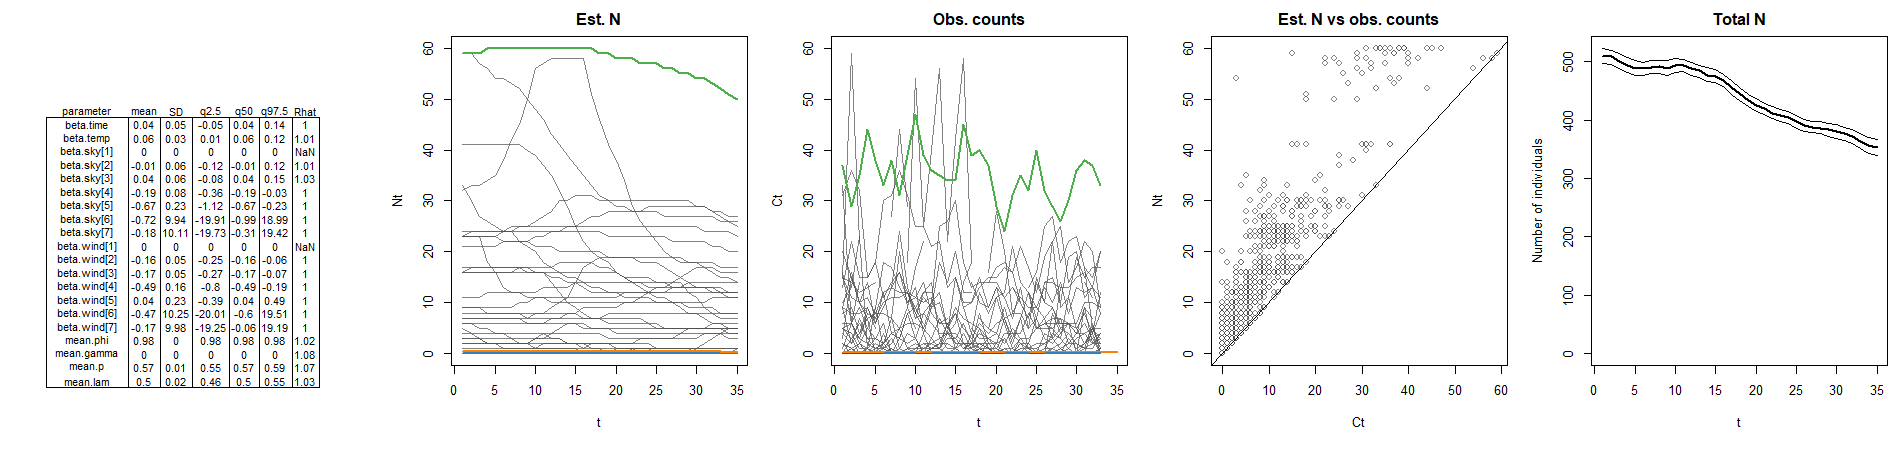 parameter mean SD q2.5 q50 q97.5 Rhat
beta.time 0.04 0.05 -0.05 0.04 0.14 1
beta.temp 0.06 0.03 0.01 0.06 0.12 1.01
beta.sky[1] 0 0 0 0 0 NaN
beta.sky[2] -0.01 0.06 -0.12 -0.01 0.12 1.01
beta.sky[3] 0.04 0.06 -0.08 0.04 0.15 1.03
beta.sky[4] -0.19 0.08 -0.36 -0.19 -0.03 1
beta.sky[5] -0.67 0.23 -1.12 -0.67 -0.23 1
beta.sky[6] -0.72 9.94 -19.91 -0.99 18.99 1
beta.sky[7] -0.18 10.11 -19.73 -0.31 19.42 1
beta.wind[1] 0 0 0 0 0 NaN
beta.wind[2] -0.16 0.05 -0.25 -0.16 -0.06 1
beta.wind[3] -0.17 0.05 -0.27 -0.17 -0.07 1
beta.wind[4] -0.49 0.16 -0.8 -0.49 -0.19 1
beta.wind[5] 0.04 0.23 -0.39 0.04 0.49 1
beta.wind[6] -0.47 10.25 -20.01 -0.6 19.51 1
beta.wind[7] -0.17 9.98 -19.25 -0.06 19.19 1
mean.phi 0.98 0 0.98 0.98 0.98 1.02
mean.gamma 0 0 0 0 0 1.08
mean.p 0.57 0.01 0.55 0.57 0.59 1.07
mean.lam 0.5 0.02 0.46 0.5 0.55 1.03
Est. N
Nt
60
50
40
30
20
10
0
0 5 10 15 20 25 30 35
t
Obs. counts
Ct
60
50
40
30
20
10
0
0 5 10 15 20 25 30 35
t
Est. N vs obs. counts
Nt
60
50
40
30
20
10
0
0 10 20 30 40 50 60
Ct
Total N
Number of individuals
500
400
300
200
100
0
0 5 10 15 20 25 30 35
t